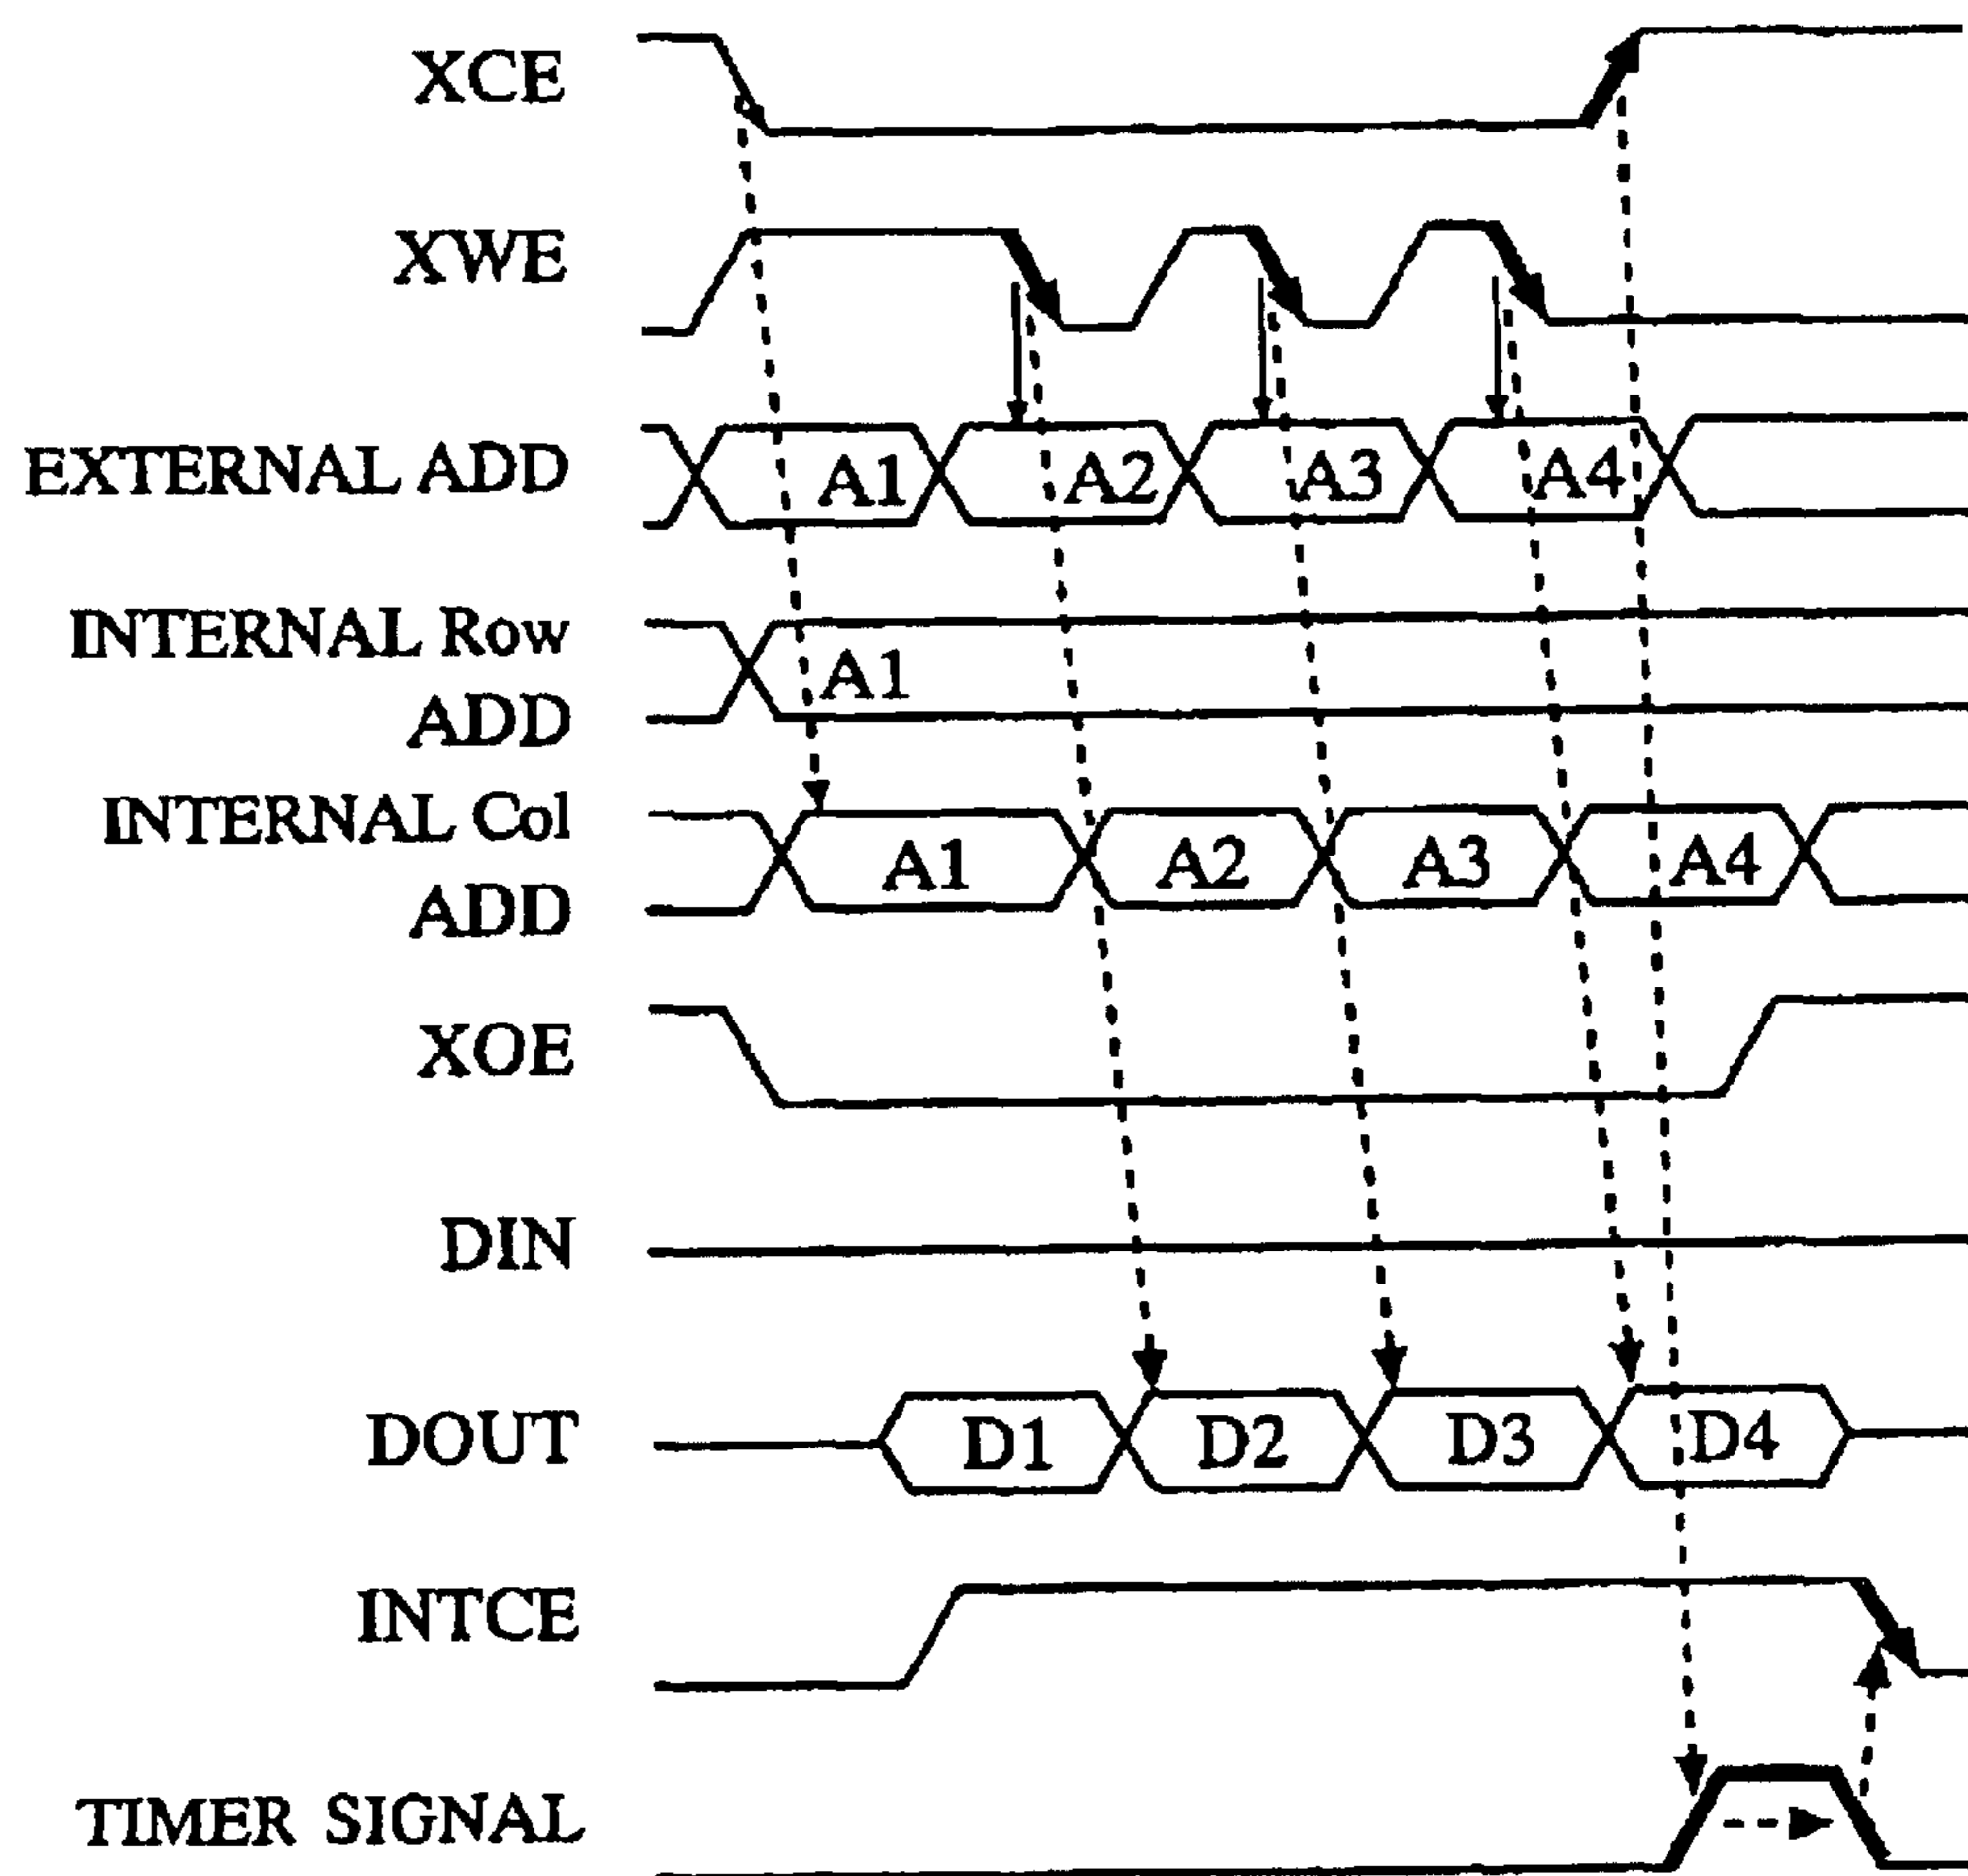 XCE
XWE
EXTERNAL ADD A1 A2 A3 A4
INTERNAL Row
ADD
A1
INTERNAL Col
ADD
A1 A2 A3 A4
XOE
DIN
DOUT D1 D2 D3 D4
INTCE
TIMER SIGNAL